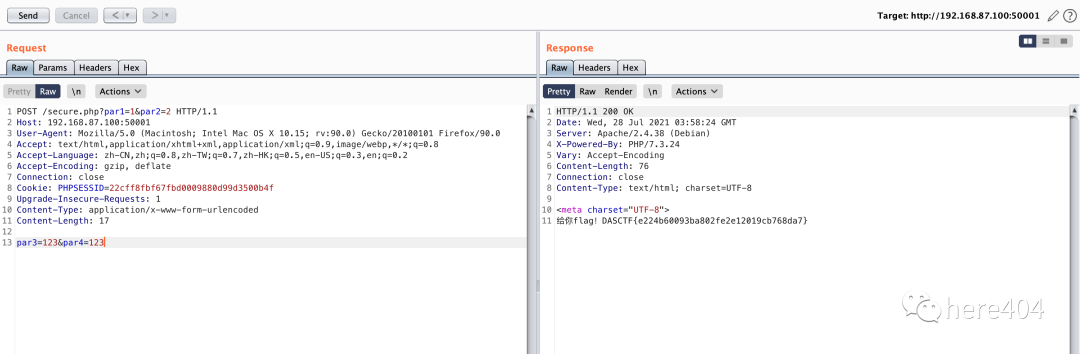 Send Cancel < | ▾ > | ▾ Target: http://192.168.87.100:50001 ?
Request
Raw Params Headers Hex
Pretty Raw \n Actions
1 POST /secure.php?par1=1&par2=2 HTTP/1.1
2 Host: 192.168.87.100:50001
3 User-Agent: Mozilla/5.0 (Macintosh; Intel Mac OS X 10.15; rv:90.0) Gecko/20100101 Firefox/90.0
4 Accept: text/html,application/xhtml+xml,application/xml;q=0.9,image/webp,*/*;q=0.8
5 Accept-Language: zh-CN,zh;q=0.8,zh-TW;q=0.7,zh-HK;q=0.5,en-US;q=0.3,en;q=0.2
6 Accept-Encoding: gzip, deflate
7 Connection: close
8 Cookie: PHPSESSID=22cff8fbf67fbd0009880d99d3500b4f
9 Upgrade-Insecure-Requests: 1
10 Content-Type: application/x-www-form-urlencoded
11 Content-Length: 17
12
13 par3=123&par4=123
Response
Raw Headers Hex
Pretty Raw Render \n Actions
1 HTTP/1.1 200 OK
2 Date: Wed, 28 Jul 2021 03:58:24 GMT
3 Server: Apache/2.4.38 (Debian)
4 X-Powered-By: PHP/7.3.24
5 Vary: Accept-Encoding
6 Content-Length: 76
7 Connection: close
8 Content-Type: text/html; charset=UTF-8
9
10 <meta charset="UTF-8">
11 给你flag! DASCTF{e224b60093ba802fe2e12019cb768da7}
here404